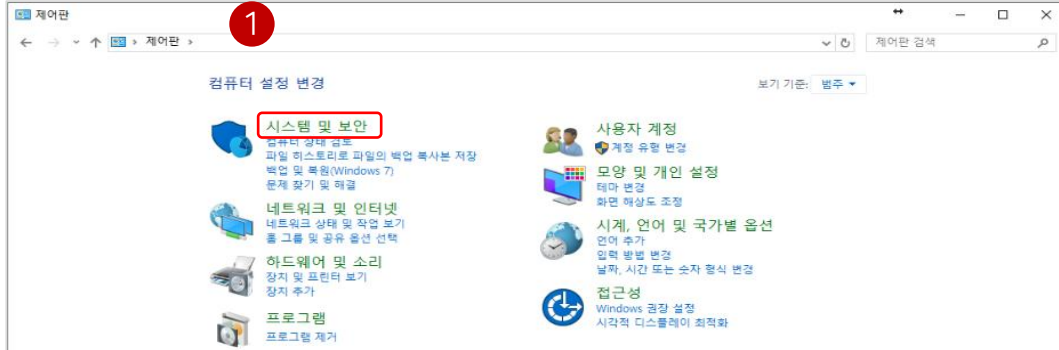 제어판
1
제어판
제어판 검색
컴퓨터 설정 변경
보기 기준: 범주
시스템 및 보안
컴퓨터 상태 검토
파일 히스토리로 파일의 백업 복사본 저장
백업 및 복원(Windows 7)
문제 찾기 및 해결
네트워크 및 인터넷
네트워크 상태 및 작업 보기
홈 그룹 및 공유 옵션 선택
하드웨어 및 소리
장치 및 프린터 보기
장치 추가
프로그램
프로그램 제거
사용자 계정
계정 유형 변경
모양 및 개인 설정
테마 변경
화면 해상도 조정
시계, 언어 및 국가별 옵션
언어 추가
입력 방법 변경
날짜, 시간 또는 숫자 형식 변경
접근성
Windows 권장 설정
시각적 디스플레이 최적화